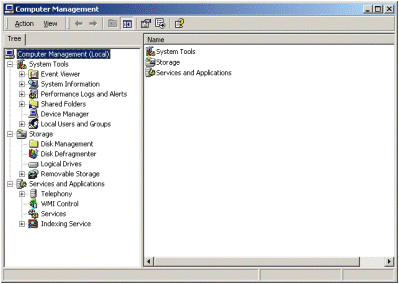 Computer Management
Action View
Tree
Name
Computer Management (Local)
System Tools
Event Viewer
System Information
Performance Logs and Alerts
Shared Folders
Device Manager
Local Users and Groups
Storage
Disk Management
Disk Defragmenter
Logical Drives
Removable Storage
Services and Applications
Telephony
WMI Control
Services
Indexing Service
System Tools
Storage
Services and Applications